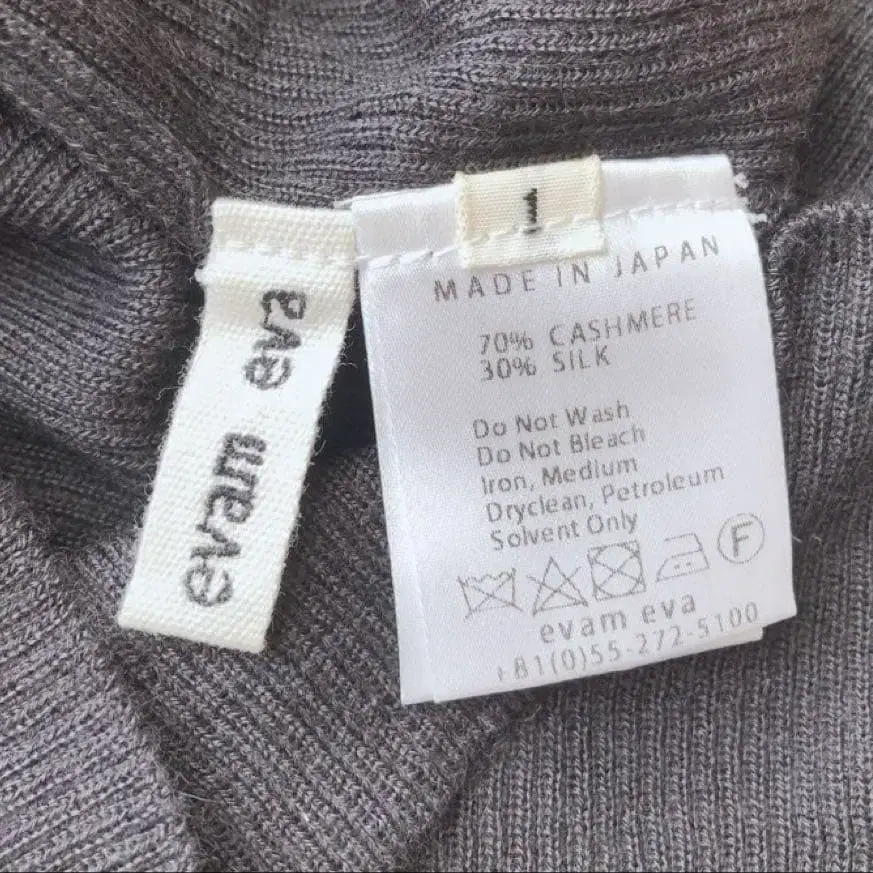 evam eva
1
MADE IN JAPAN
70% CASHMERE
30% SILK
Do Not Wash
Do Not Bleach
Iron, Medium
Dryclean, Petroleum
Solvent Only
F
evam eva
+81(0)55-272-5100